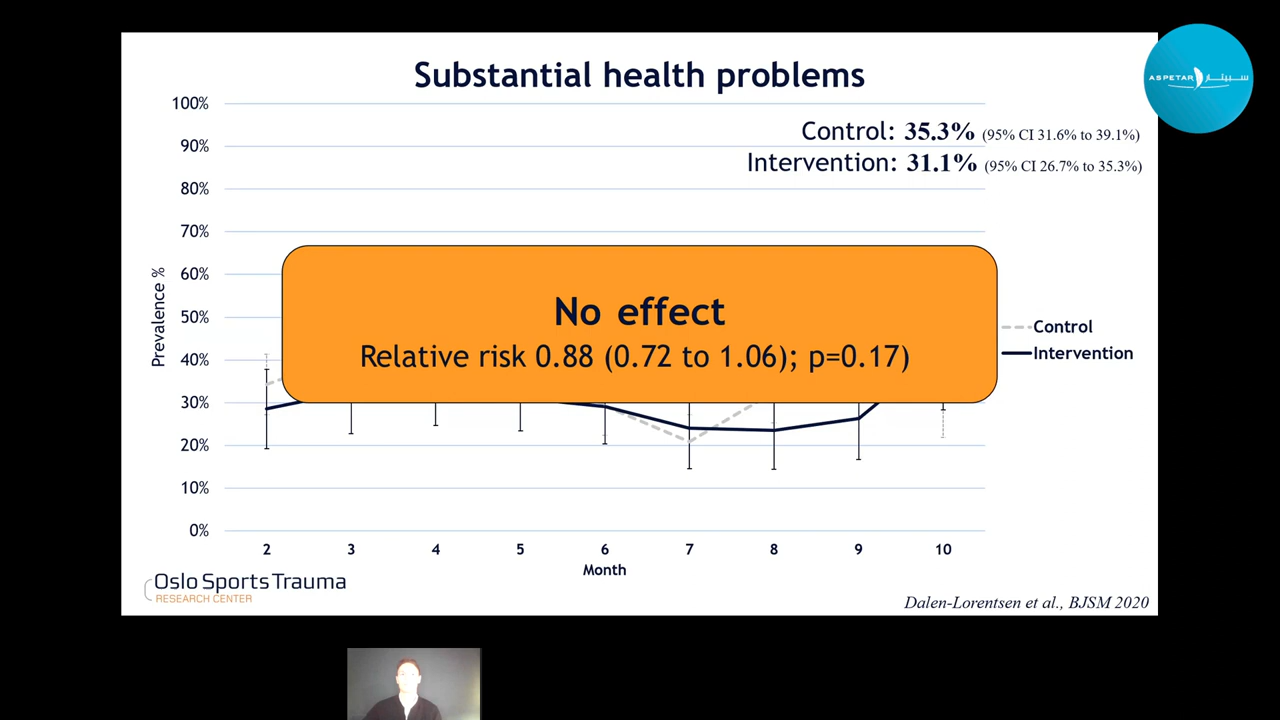 Substantial health problems
ASPETAR سبيتار
Control: 35.3% (95% CI 31.6% to 39.1%)
Intervention: 31.1% (95% CI 26.7% to 35.3%)
100%
90%
80%
70%
60%
50%
40%
30%
20%
10%
0%
Prevalence %
No effect
Relative risk 0.88 (0.72 to 1.06); p=0.17)
Control
Intervention
2 3 4 5 6 7 8 9 10
Month
Oslo Sports Trauma
RESEARCH CENTER
Dalen-Lorentsen et al., BJSM 2020